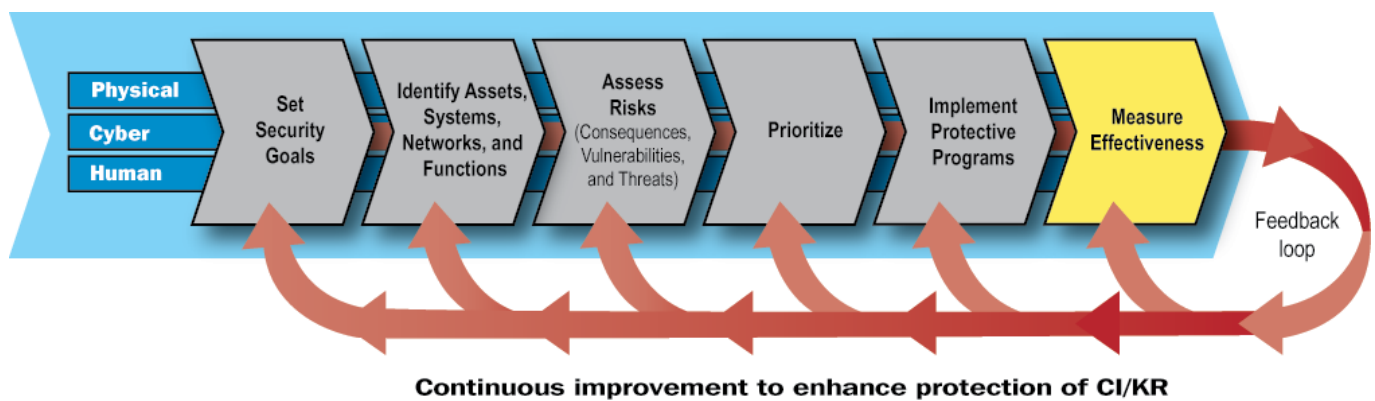 Physical
Cyber
Human
Set
Security
Goals
Identify Assets,
Systems,
Networks, and
Functions
Assess
Risks
(Consequences,
Vulnerabilities,
and Threats)
Prioritize
Implement
Protective
Programs
Measure
Effectiveness
Feedback
loop
Continuous improvement to enhance protection of CI/KR